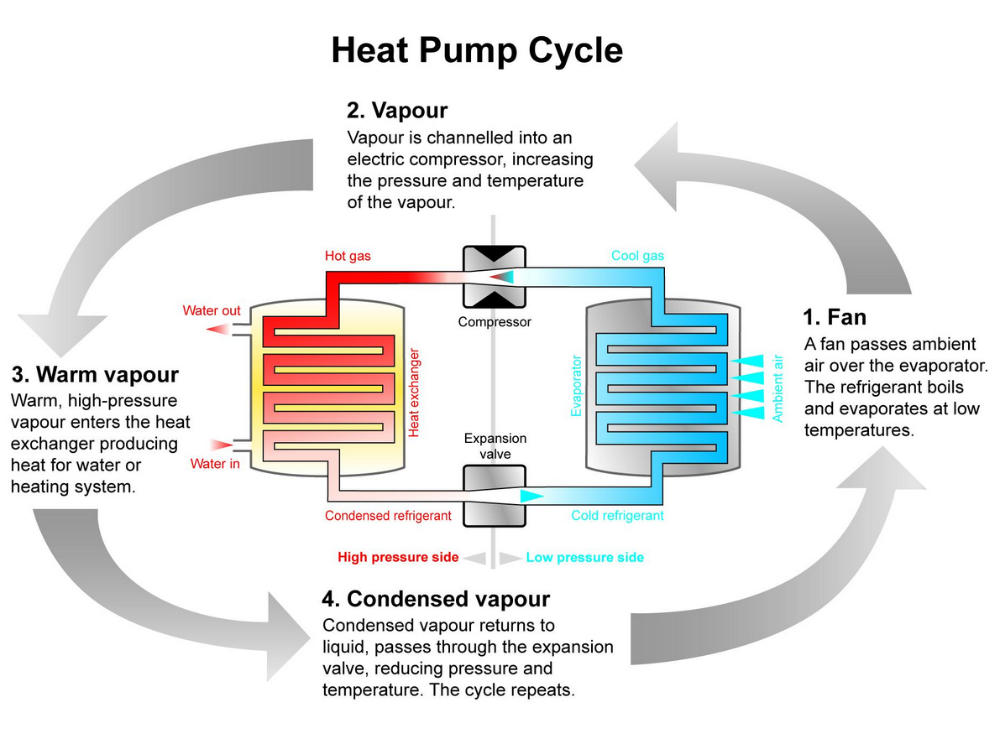 Heat Pump Cycle
2. Vapour
Vapour is channelled into an
electric compressor, increasing
the pressure and temperature
of the vapour.
Hot gas
Cool gas
Compressor
Water out
Water in
Heat exchanger
Evaporator
Ambient air
1. Fan
A fan passes ambient
air over the evaporator.
The refrigerant boils
and evaporates at low
temperatures.
3. Warm vapour
Warm, high-pressure
vapour enters the heat
exchanger producing
heat for water or
heating system.
Expansion
valve
Condensed refrigerant
Cold refrigerant
High pressure side
Low pressure side
4. Condensed vapour
Condensed vapour returns to
liquid, passes through the expansion
valve, reducing pressure and
temperature. The cycle repeats.